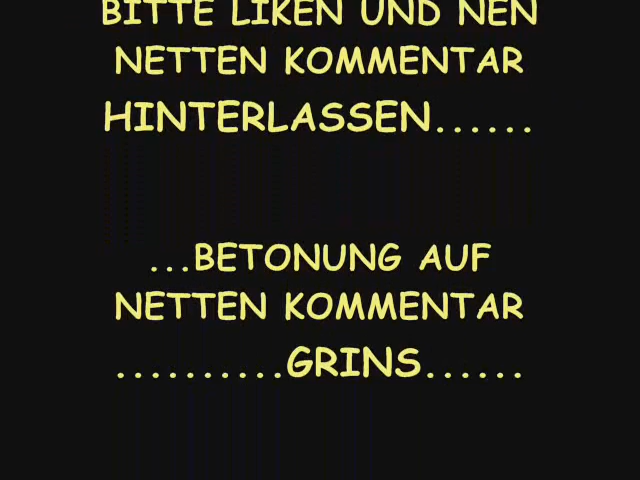 BITTE LIKEN UND NEN
NETTEN KOMMENTAR
HINTERLASSEN......
...BETONUNG AUF
NETTEN KOMMENTAR
..........GRINS......